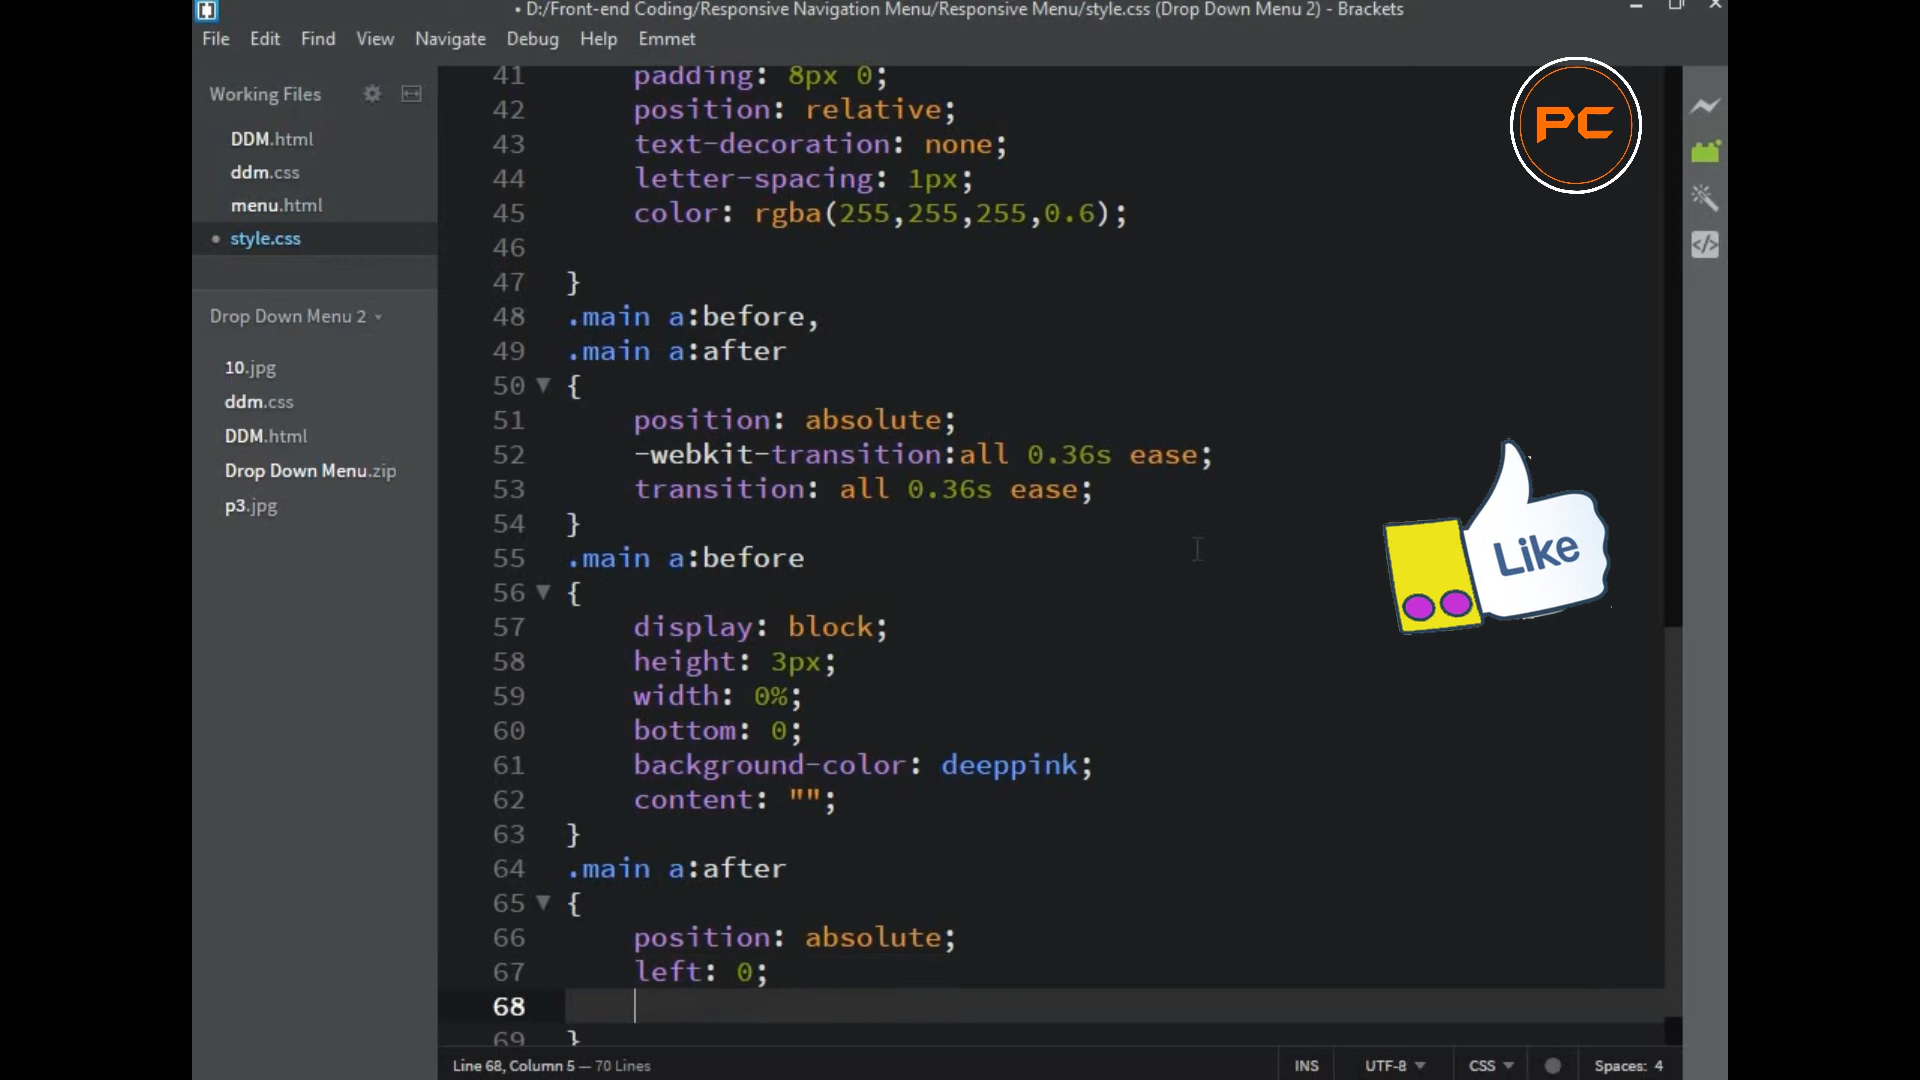 • D:/Front-end Coding/Responsive Navigation Menu/Responsive Menu/style.css (Drop Down Menu 2) - Brackets
File Edit Find View Navigate Debug Help Emmet
Working Files
DDM.html
ddm.css
menu.html
• style.css
Drop Down Menu 2
10.jpg
ddm.css
DDM.html
Drop Down Menu.zip
p3.jpg
41 padding: 8px 0;
42 position: relative;
43 text-decoration: none;
44 letter-spacing: 1px;
45 color: rgba(255,255,255,0.6);
46
47 }
48 .main a:before,
49 .main a:after
50 {
51 position: absolute;
52 -webkit-transition:all 0.36s ease;
53 transition: all 0.36s ease;
54 }
55 .main a:before
56 {
57 display: block;
58 height: 3px;
59 width: 0%;
60 bottom: 0;
61 background-color: deeppink;
62 content: "";
63 }
64 .main a:after
65 {
66 position: absolute;
67 left: 0;
68
69 }
PC
Like
Line 68, Column 5 — 70 Lines
INS UTF-8 CSS Spaces: 4